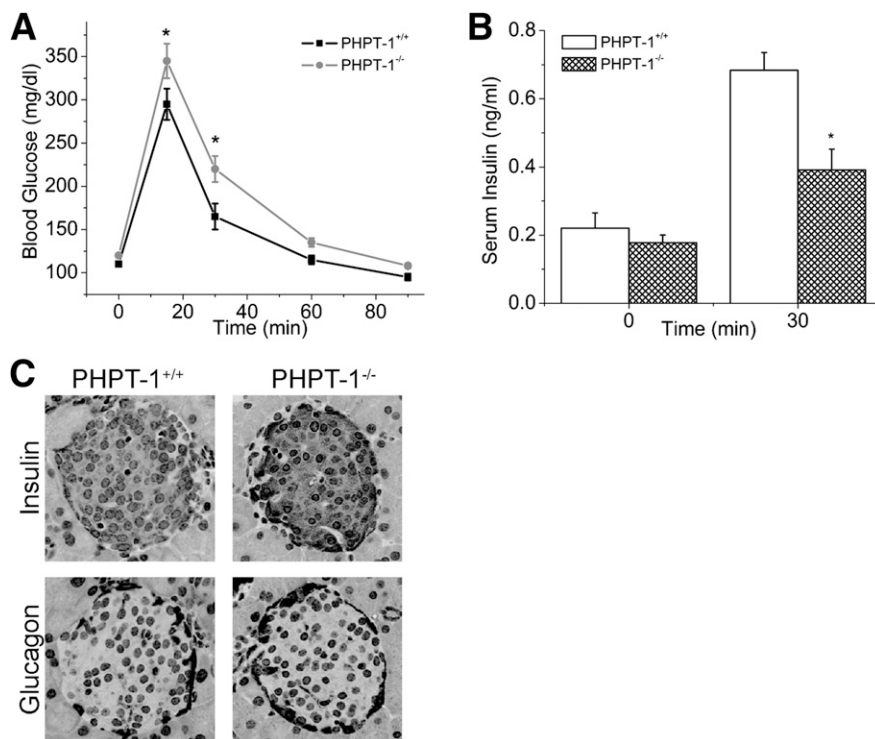 A
Blood Glucose (mg/dl)
350
300
250
200
150
100
*
*
PHPT-1+/+
PHPT-1-/-
0 20 40 60 80
Time (min)
B
Serum Insulin (ng/ml)
0.8
0.6
0.4
0.2
0.0
PHPT-1+/+
PHPT-1-/-
*
0 30
Time (min)
C
PHPT-1+/+ PHPT-1-/-
Insulin
Glucagon